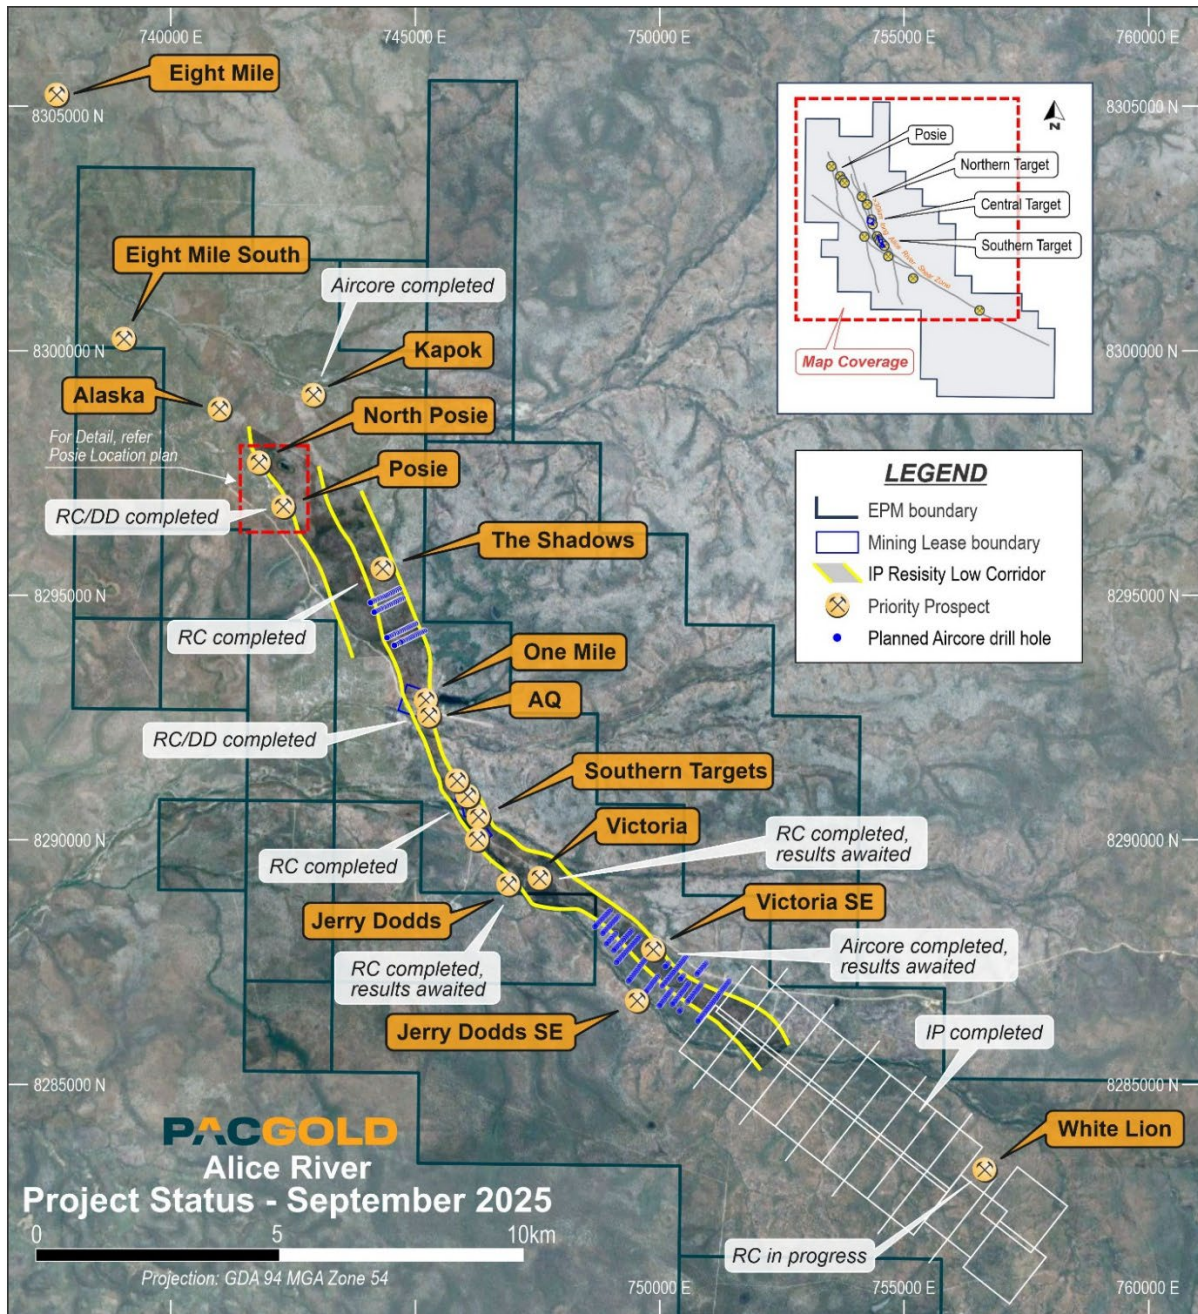 740000 E
745000 E
750000 E
755000 E
760000 E
Eight Mile
8305000 N
8305000 N
Posie
Northern Target
Central Target
Southern Target
N
Map Coverage
Eight Mile South
Aircore completed
8300000 N
8300000 N
Kapok
Alaska
North Posie
For Detail, refer
Posie Location plan
Posie
RC/DD completed
LEGEND
EPM boundary
Mining Lease boundary
IP Resisity Low Corridor
Priority Prospect
Planned Aircore drill hole
The Shadows
8295000 N
8295000 N
RC completed
One Mile
AQ
RC/DD completed
Southern Targets
Victoria
8290000 N
8290000 N
RC completed
RC completed,
results awaited
Jerry Dodds
Victoria SE
RC completed,
results awaited
Aircore completed,
results awaited
Jerry Dodds SE
IP completed
8285000 N
8285000 N
PACGOLD
White Lion
Alice River
Project Status - September 2025
0
5
10km
RC in progress
Projection: GDA 94 MGA Zone 54
750000 E
755000 E
760000 E